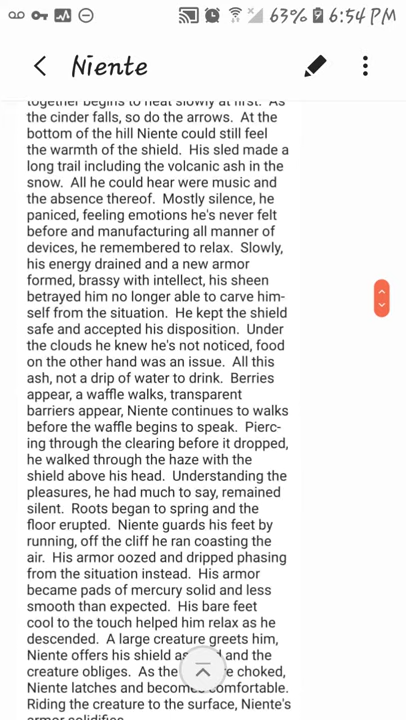 63% 6:54 PM
Niente
together begins to heat slowly at first.  As
the cinder falls, so do the arrows.  At the
bottom of the hill Niente could still feel
the warmth of the shield.  His sled made a
long trail including the volcanic ash in the
snow.  All he could hear were music and
the absence thereof.  Mostly silence, he
paniced, feeling emotions he's never felt
before and manufacturing all manner of
devices, he remembered to relax.  Slowly,
his energy drained and a new armor
formed, brassy with intellect, his sheen
betrayed him no longer able to carve him-
self from the situation.  He kept the shield
safe and accepted his disposition.  Under
the clouds he knew he's not noticed, food
on the other hand was an issue.  All this
ash, not a drip of water to drink.  Berries
appear, a waffle walks, transparent
barriers appear, Niente continues to walks
before the waffle begins to speak.  Pierc-
ing through the clearing before it dropped,
he walked through the haze with the
shield above his head.  Understanding the
pleasures, he had much to say, remained
silent.  Roots began to spring and the
floor erupted.  Niente guards his feet by
running, off the cliff he ran coasting the
air.  His armor oozed and dripped phasing
from the situation instead.  His armor
became pads of mercury solid and less
smooth than expected.  His bare feet
cool to the touch helped him relax as he
descended.  A large creature greets him,
Niente offers his shield and the
creature obliges.  As the choked,
Niente latches and becomes comfortable.
Riding the creature to the surface, Niente's
armor solidifies